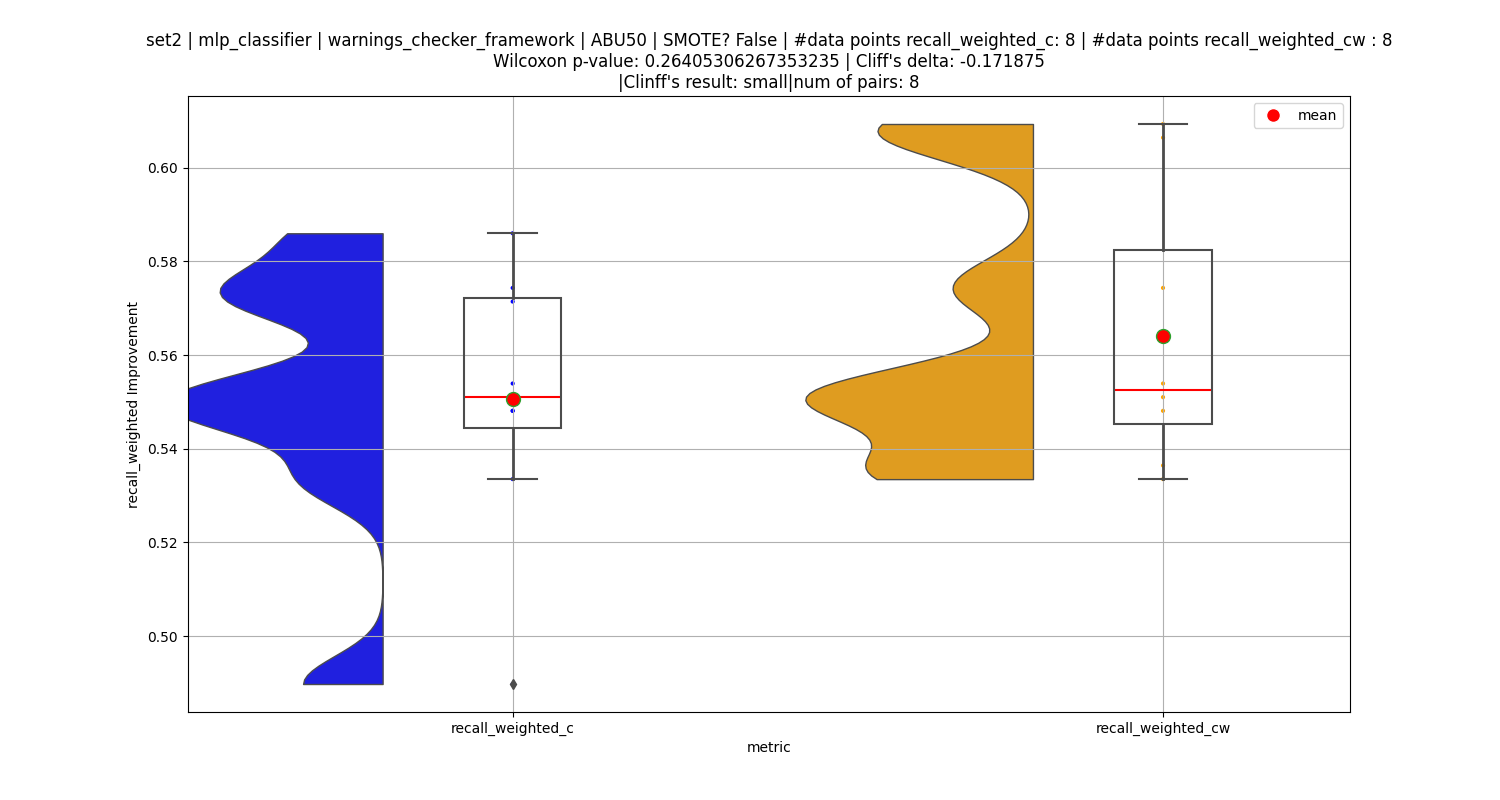 set2 | mlp_classifier | warnings_checker_framework | ABU50 | SMOTE? False | #data points recall_weighted_c: 8 | #data points recall_weighted_cw : 8
Wilcoxon p-value: 0.26405306267353235 | Cliff's delta: -0.171875
|Clinff's result: small|num of pairs: 8
mean
0.60
0.58
0.56
0.54
0.52
0.50
recall_weighted Improvement
recall_weighted_c
recall_weighted_cw
metric